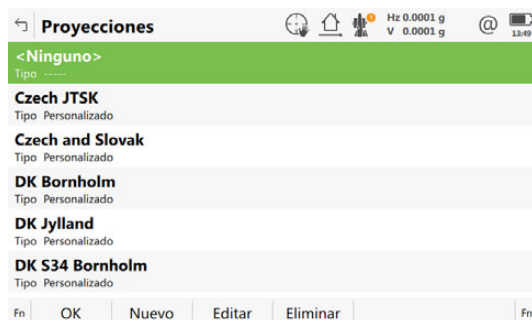 Proyecciones
Hz 0.0001 g
V 0.0001 g
@
13:49
<Ninguno>
Tipo -----
Czech JTSK
Tipo Personalizado
Czech and Slovak
Tipo Personalizado
DK Bornholm
Tipo Personalizado
DK Jylland
Tipo Personalizado
DK S34 Bornholm
Tipo Personalizado
Fn OK Nuevo Editar Eliminar Fn